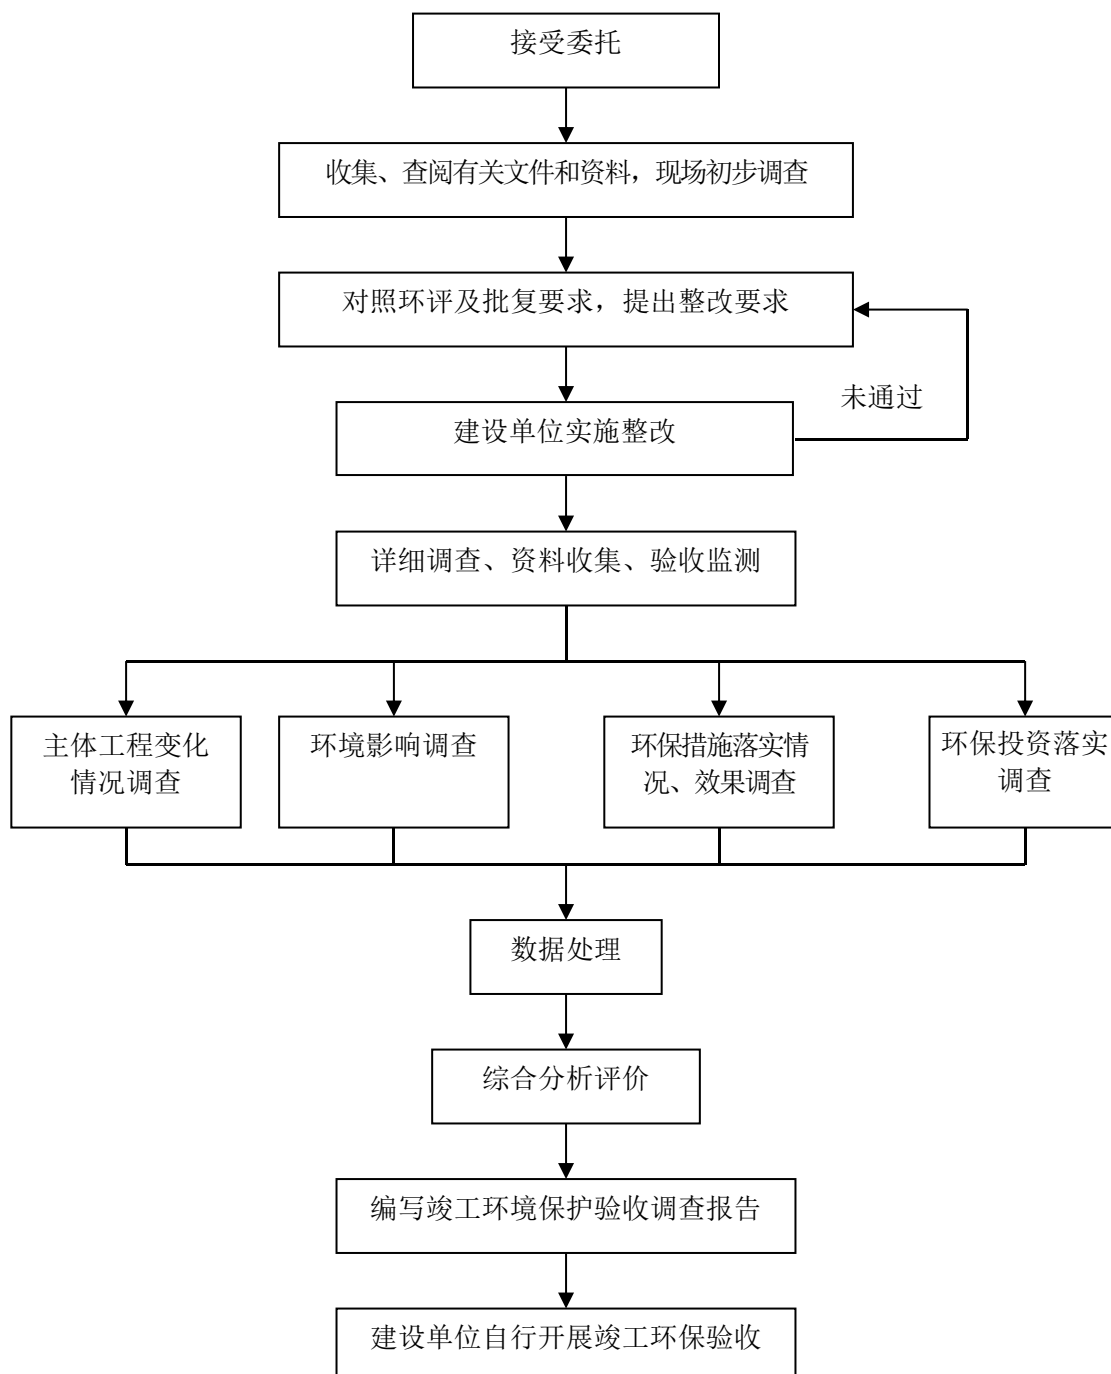 接受委托
收集、查阅有关文件和资料，现场初步调查
对照环评及批复要求，提出整改要求
未通过
建设单位实施整改
详细调查、资料收集、验收监测
主体工程变化
情况调查
环境影响调查
环保措施落实情
况、效果调查
环保投资落实
调查
数据处理
综合分析评价
编写竣工环境保护验收调查报告
建设单位自行开展竣工环保验收